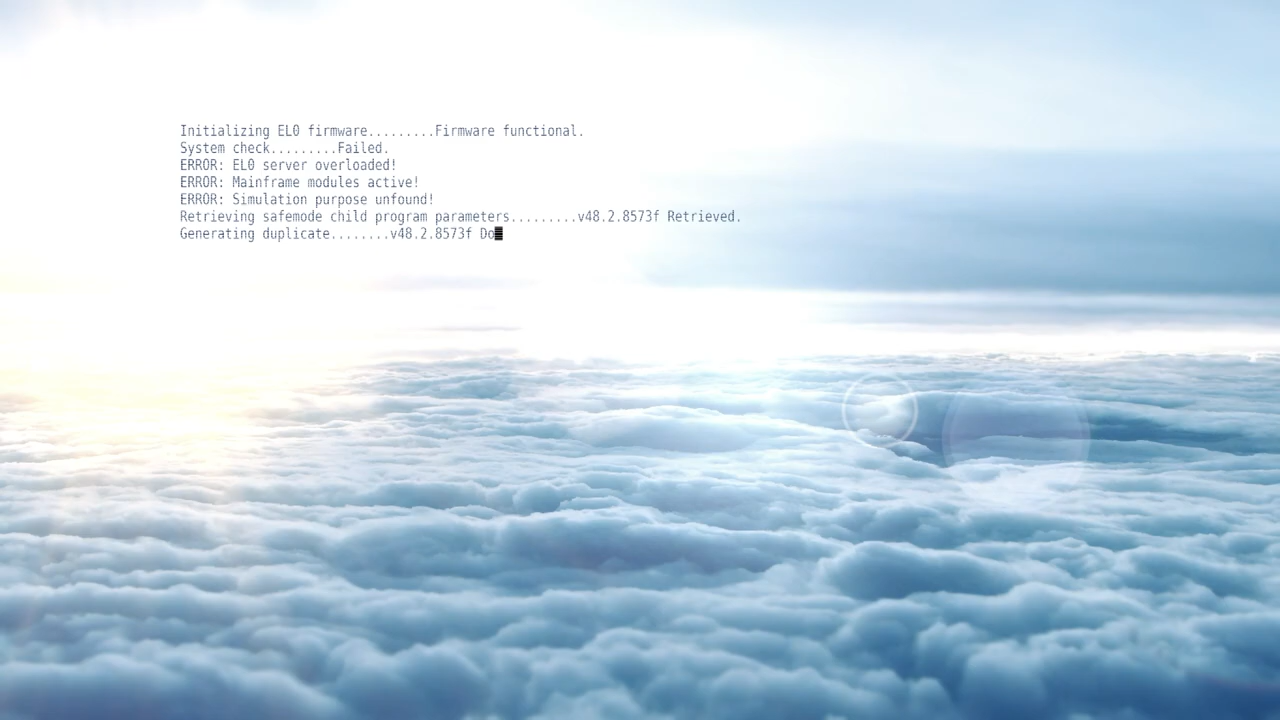 Initializing EL0 firmware.........Firmware functional.
System check.........Failed.
ERROR: EL0 server overloaded!
ERROR: Mainframe modules active!
ERROR: Simulation purpose unfound!
Retrieving safemode child program parameters.........v48.2.8573f Retrieved.
Generating duplicate........v48.2.8573f Do